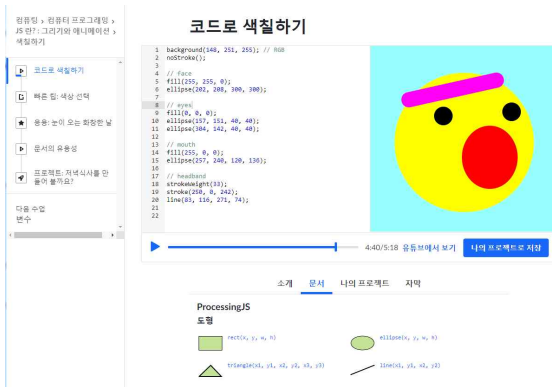 컴퓨팅 > 컴퓨터 프로그래밍 >
JS 란? : 그리기와 애니메이션 >
색칠하기
코드로 색칠하기
빠른 팁: 색상 선택
응용: 눈이 오는 화창한 날
문서의 유용성
프로젝트: 저녁식사를 만
들어 볼까요?
다음 수업
변수
코드로 색칠하기
1 background(148, 251, 255); // RGB
2 noStroke();
3
4 // face
5 fill(255, 255, 0);
6 ellipse(202, 208, 300, 300);
7
8 // eyes
9 fill(0, 0, 0);
10 ellipse(157, 151, 40, 40);
11 ellipse(304, 142, 40, 40);
12
13 // mouth
14 fill(255, 0, 0);
15 ellipse(257, 240, 120, 136);
16
17 // headband
18 strokeWeight(33);
19 stroke(250, 0, 242);
20 line(83, 116, 271, 74);
21
22
4:40/5:18 유튜브에서 보기 나의 프로젝트로 저장
소개 문서 나의 프로젝트 자막
ProcessingJS
도형
rect(x, y, w, h) ellipse(x, y, w, h)
triangle(x1, y1, x2, y2, x3, y3) line(x1, y1, x2, y2)